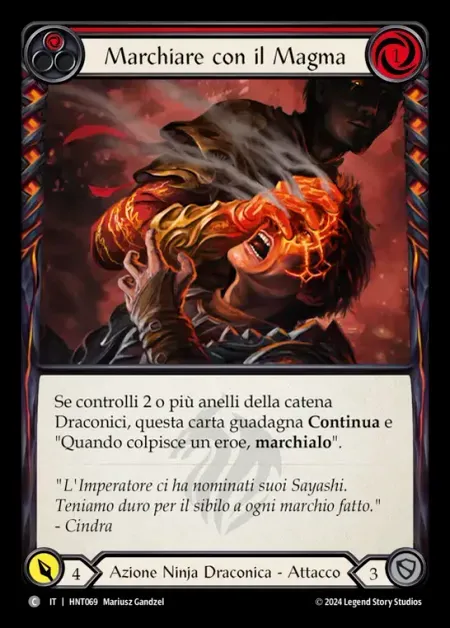 Marchiare con il Magma
1
Se controlli 2 o più anelli della catena
Draconici, questa carta guadagna Continua e
"Quando colpisce un eroe, marchialo".
"L'Imperatore ci ha nominati suoi Sayashi.
Teniamo duro per il sibilo a ogni marchio fatto."
- Cindra
4
Azione Ninja Draconica - Attacco
3
C IT | HNT069 Mariusz Gandzel
© 2024 Legend Story Studios